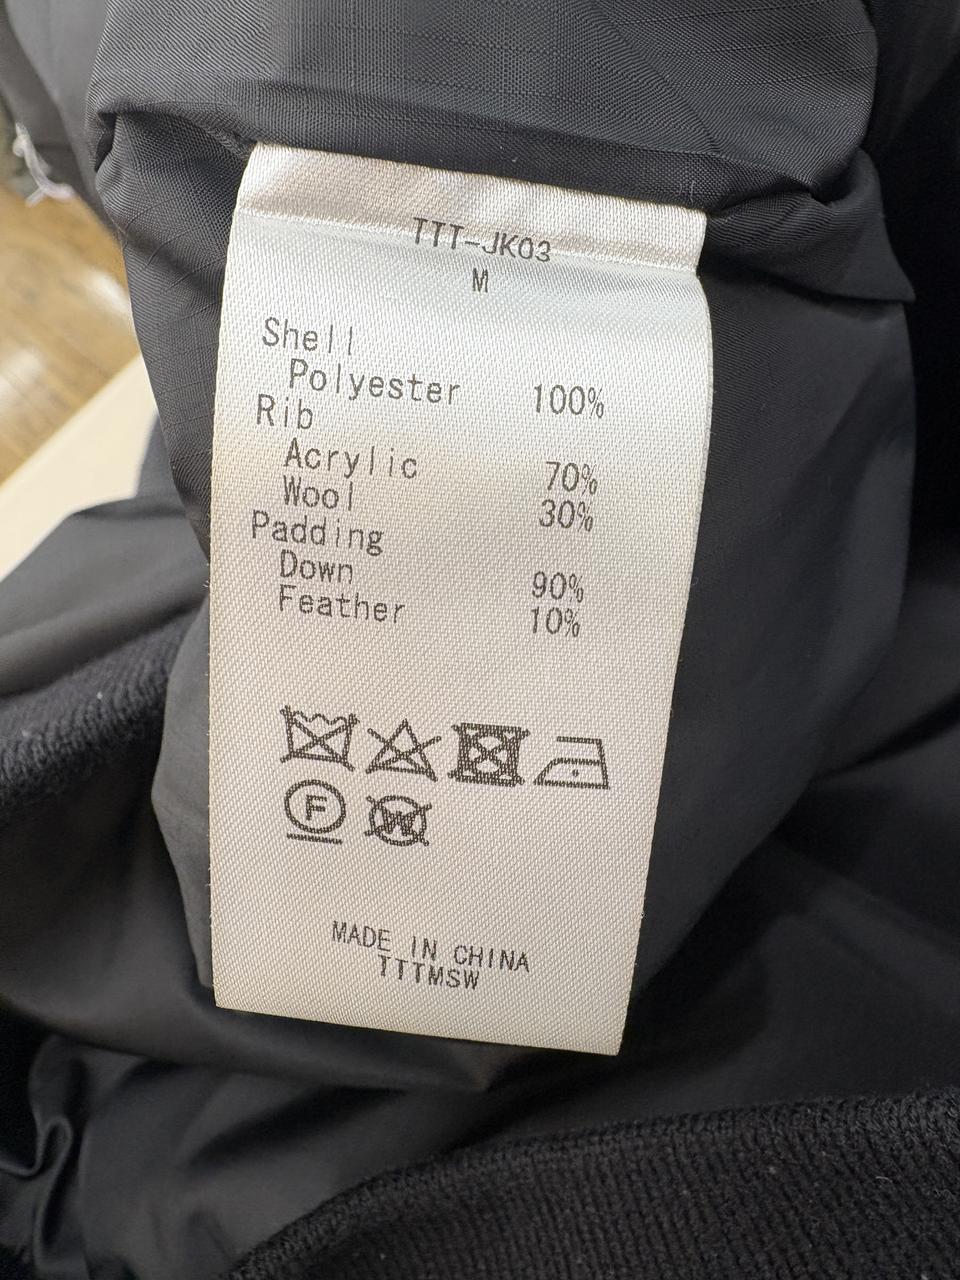 TTT-JK03
M
Shell
Polyester 100%
Rib
Acrylic 70%
Wool 30%
Padding
Down 90%
Feather 10%
F
W
MADE IN CHINA
TTTMSW